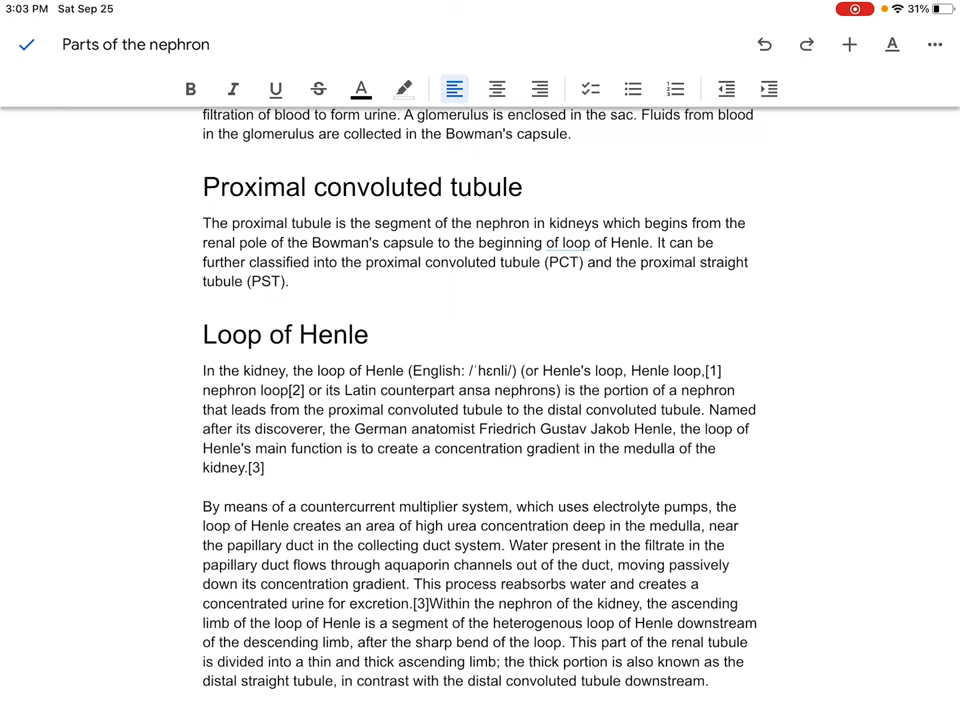 3:03 PM Sat Sep 25 31%
Parts of the nephron A
B I U S A
filtration of blood to form urine. A glomerulus is enclosed in the sac. Fluids from blood
in the glomerulus are collected in the Bowman's capsule.
Proximal convoluted tubule
The proximal tubule is the segment of the nephron in kidneys which begins from the
renal pole of the Bowman's capsule to the beginning of loop of Henle. It can be
further classified into the proximal convoluted tubule (PCT) and the proximal straight
tubule (PST).
Loop of Henle
In the kidney, the loop of Henle (English: /ˈhɛnli/) (or Henle's loop, Henle loop,[1]
nephron loop[2] or its Latin counterpart ansa nephrons) is the portion of a nephron
that leads from the proximal convoluted tubule to the distal convoluted tubule. Named
after its discoverer, the German anatomist Friedrich Gustav Jakob Henle, the loop of
Henle's main function is to create a concentration gradient in the medulla of the
kidney.[3]
By means of a countercurrent multiplier system, which uses electrolyte pumps, the
loop of Henle creates an area of high urea concentration deep in the medulla, near
the papillary duct in the collecting duct system. Water present in the filtrate in the
papillary duct flows through aquaporin channels out of the duct, moving passively
down its concentration gradient. This process reabsorbs water and creates a
concentrated urine for excretion.[3]Within the nephron of the kidney, the ascending
limb of the loop of Henle is a segment of the heterogenous loop of Henle downstream
of the descending limb, after the sharp bend of the loop. This part of the renal tubule
is divided into a thin and thick ascending limb; the thick portion is also known as the
distal straight tubule, in contrast with the distal convoluted tubule downstream.